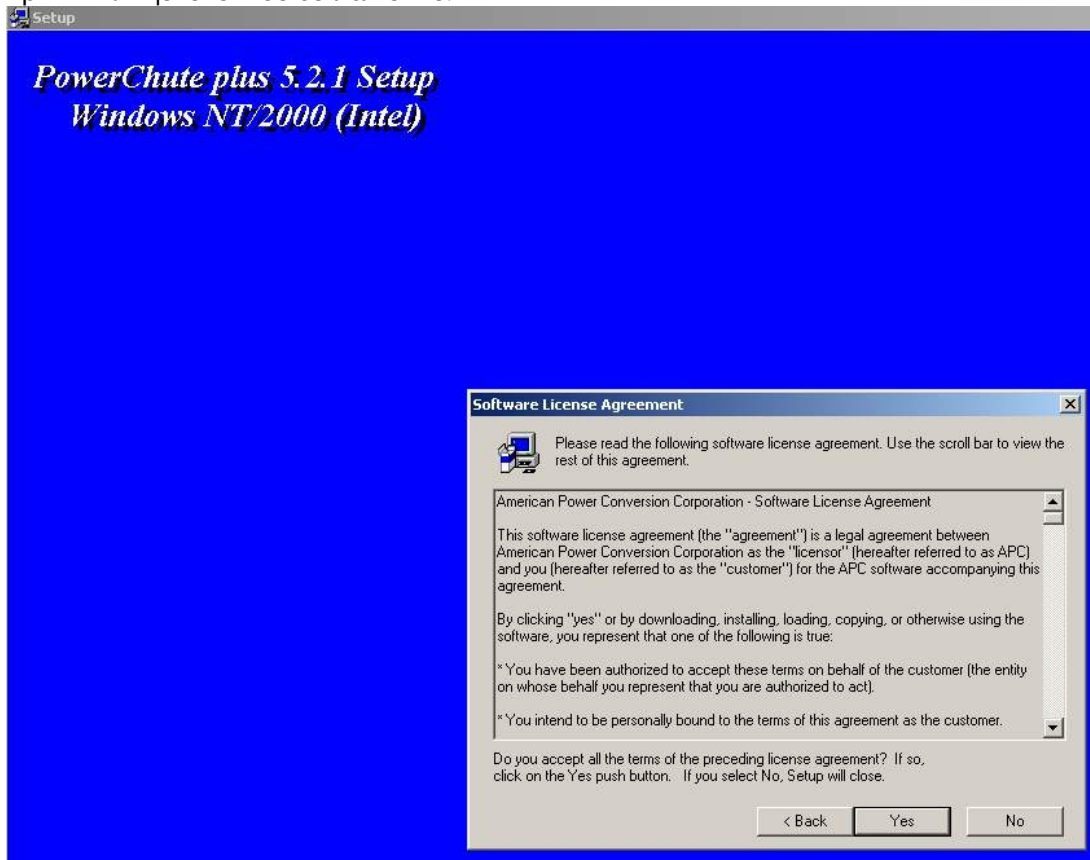 Setup
PowerChute plus 5.2.1 Setup
Windows NT/2000 (Intel)
Software License Agreement
Please read the following software license agreement. Use the scroll bar to view the
rest of this agreement.
American Power Conversion Corporation - Software License Agreement
This software license agreement (the "agreement") is a legal agreement between
American Power Conversion Corporation as the "licensor" (hereafter referred to as APC)
and you (hereafter referred to as the "customer") for the APC software accompanying this
agreement.
By clicking "yes" or by downloading, installing, loading, copying, or otherwise using the
software, you represent that one of the following is true:
* You have been authorized to accept these terms on behalf of the customer (the entity
on whose behalf you represent that you are authorized to act).
* You intend to be personally bound to the terms of this agreement as the customer.
Do you accept all the terms of the preceding license agreement? If so,
click on the Yes push button. If you select No, Setup will close.
< Back
Yes
No